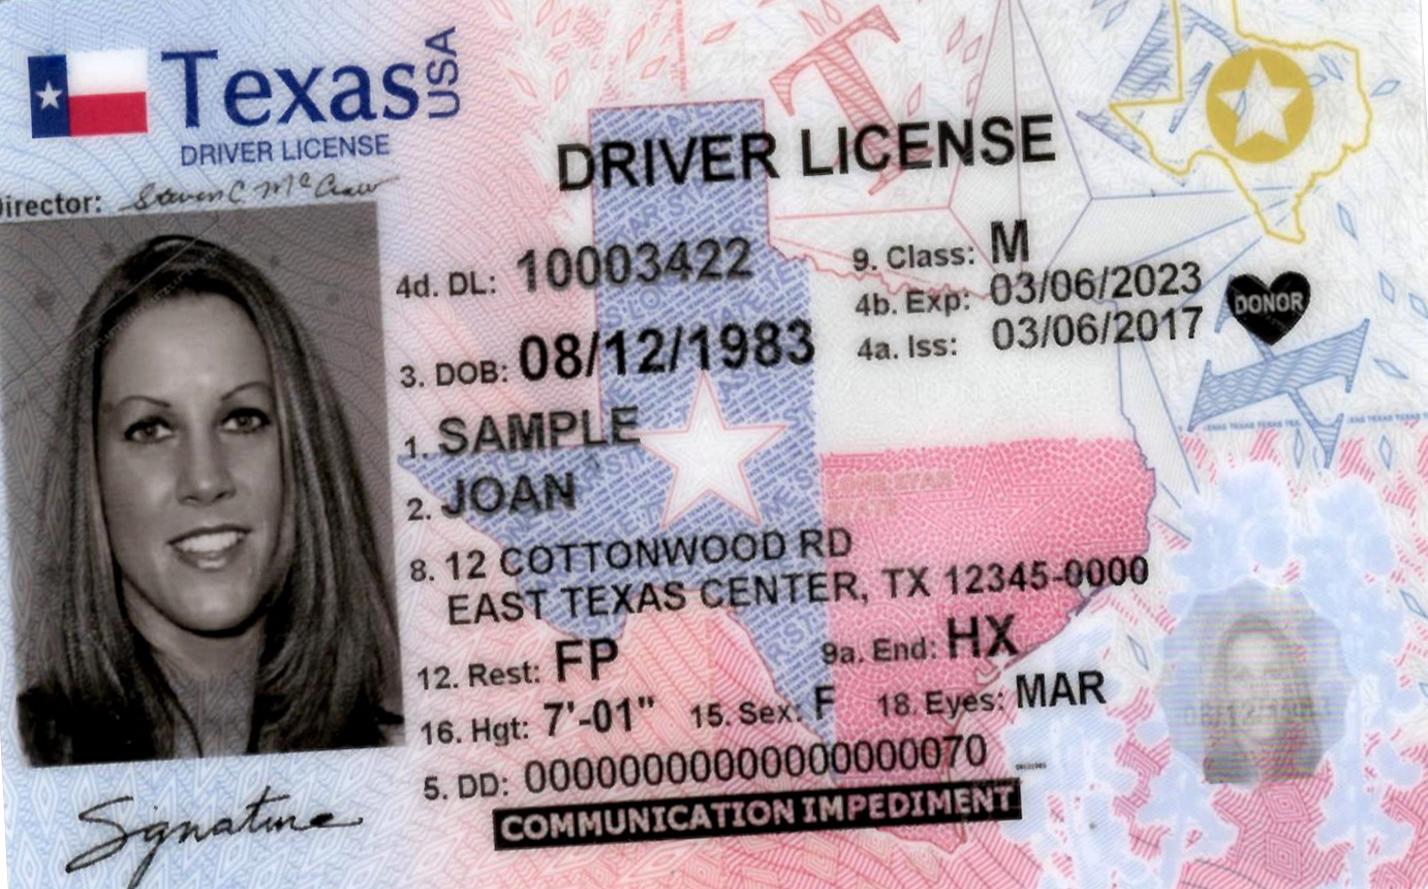 Texas USA
DRIVER LICENSE
DRIVER LICENSE
Director: Steven C McCraw
4d. DL: 10003422
9. Class: M
4b. Exp: 03/06/2023
4a. Iss: 03/06/2017
DONOR
3. DOB: 08/12/1983
1. SAMPLE
2. JOAN
8. 12 COTTONWOOD RD
EAST TEXAS CENTER, TX 12345-0000
12. Rest: FP
9a. End: HX
16. Hgt: 7'-01" 15. Sex: F 18. Eyes: MAR
5. DD: 00000000000000000070
COMMUNICATION IMPEDIMENT
Signature